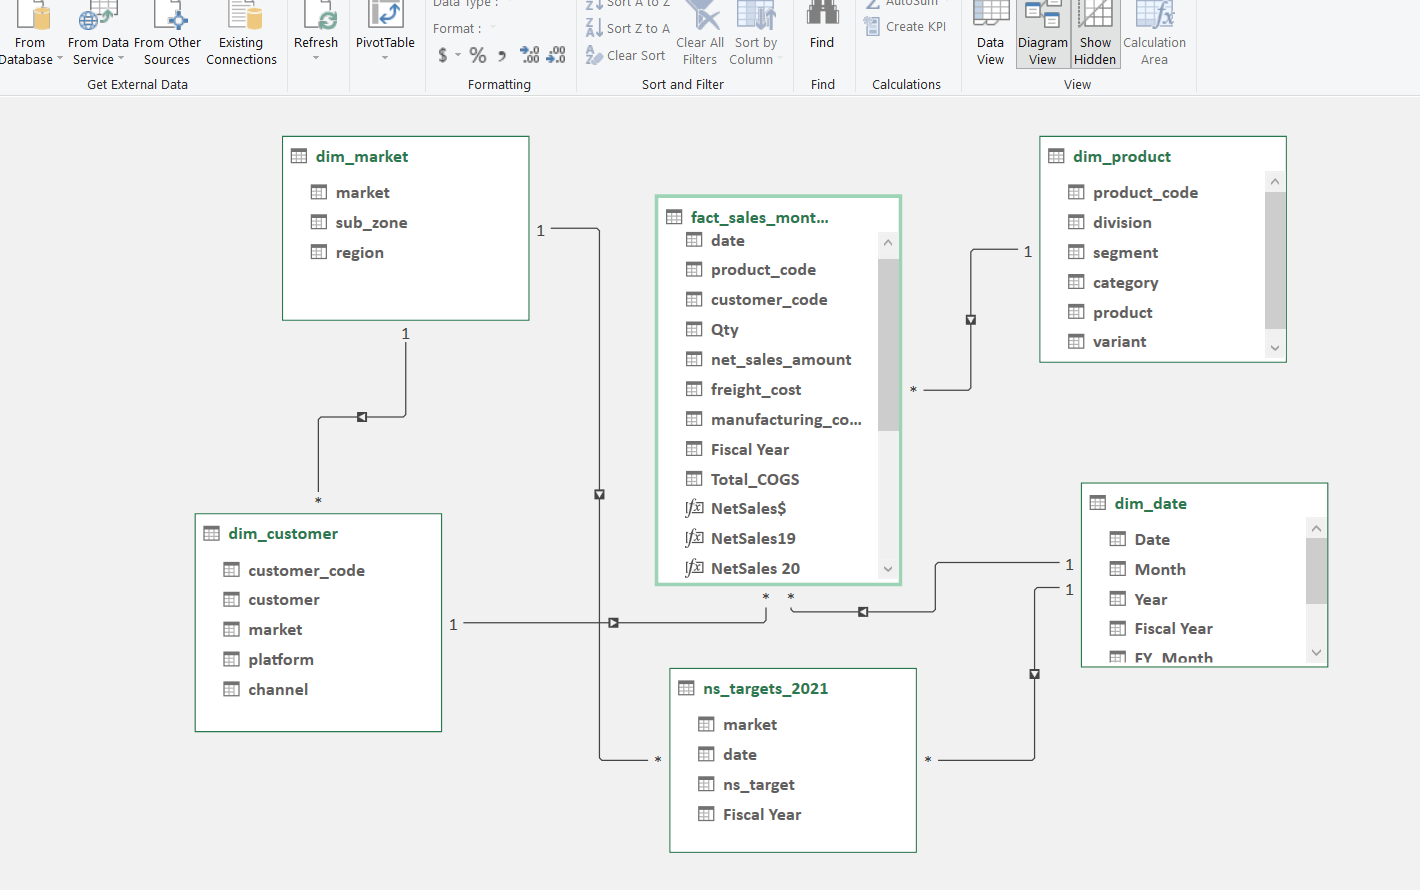 Data Type :
Sort A to Z
AutoSum
From Database
From Data Service
From Other Sources
Existing Connections
Refresh
PivotTable
Format :
$ % ,
Sort Z to A
Clear Sort
Clear All Filters
Sort by Column
Find
Create KPI
Data View
Diagram View
Show Hidden
Calculation Area
Get External Data
Formatting
Sort and Filter
Find
Calculations
View
dim_market
market
sub_zone
region
1
1
*
fact_sales_mont...
date
product_code
customer_code
Qty
net_sales_amount
freight_cost
manufacturing_co...
Fiscal Year
Total_COGS
NetSales$
NetSales19
NetSales 20
* *
dim_product
product_code
division
segment
category
product
variant
1
*
dim_customer
customer_code
customer
market
platform
channel
1
dim_date
Date
Month
Year
Fiscal Year
FY_Month
1
1
ns_targets_2021
market
date
ns_target
Fiscal Year
*
*